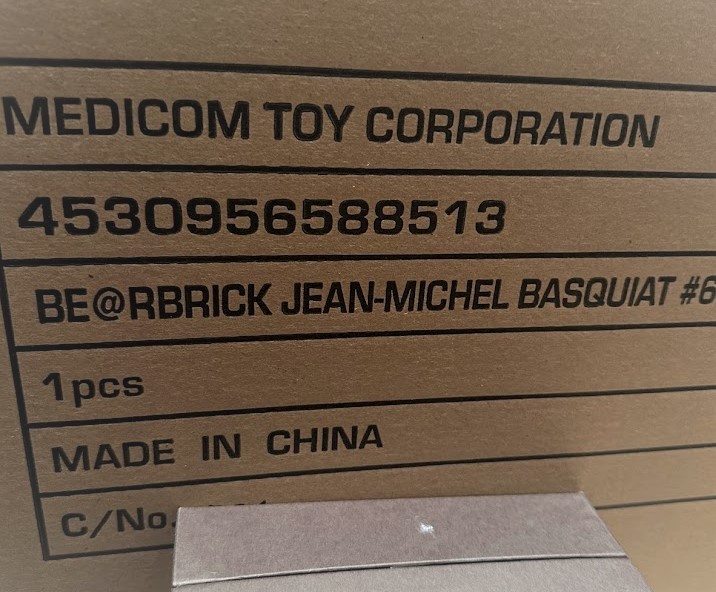 MEDICOM TOY CORPORATION
4530956588513
BE@RBRICK JEAN-MICHEL BASQUIAT #6
1pcs
MADE IN CHINA
C/No.